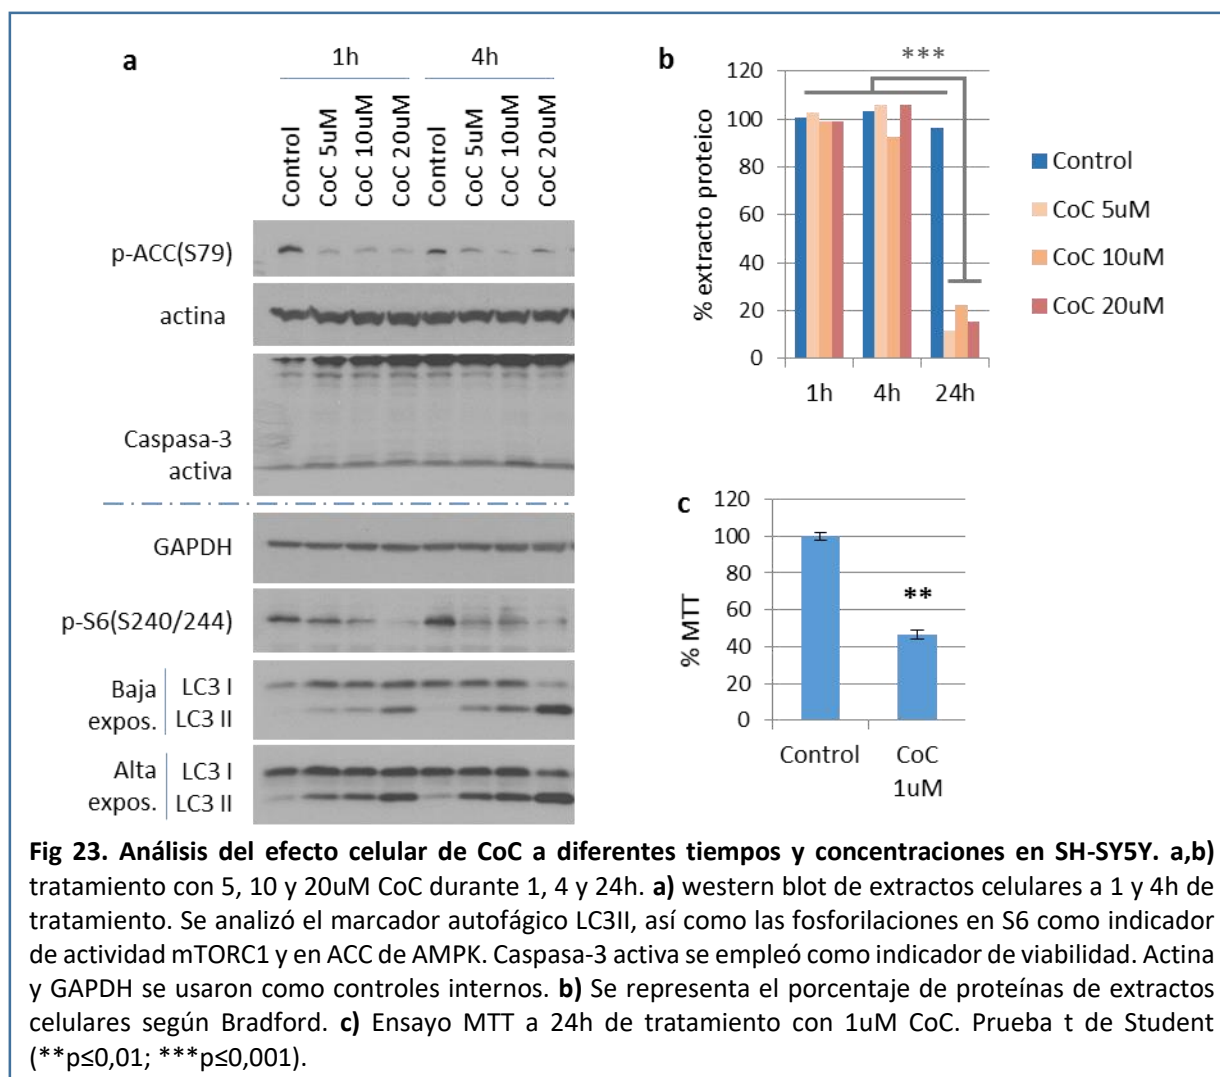 a
1h
4h
Control
CoC 5uM
CoC 10uM
CoC 20uM
Control
CoC 5uM
CoC 10uM
CoC 20uM
p-ACC(S79)
actina
Caspasa-3
activa
GAPDH
p-S6(S240/244)
Baja
expos.
LC3 I
LC3 II
Alta
expos.
LC3 I
LC3 II
b
***
% extracto proteico
120
100
80
60
40
20
0
1h
4h
24h
Control
CoC 5uM
CoC 10uM
CoC 20uM
c
% MTT
120
100
80
60
40
20
0
**
Control
CoC
1uM
Fig 23. Análisis del efecto celular de CoC a diferentes tiempos y concentraciones en SH-SY5Y. a,b)
tratamiento con 5, 10 y 20uM CoC durante 1, 4 y 24h. a) western blot de extractos celulares a 1 y 4h de
tratamiento. Se analizó el marcador autofágico LC3II, así como las fosforilaciones en S6 como indicador
de actividad mTORC1 y en ACC de AMPK. Caspasa-3 activa se empleó como indicador de viabilidad. Actina
y GAPDH se usaron como controles internos. b) Se representa el porcentaje de proteínas de extractos
celulares según Bradford. c) Ensayo MTT a 24h de tratamiento con 1uM CoC. Prueba t de Student
(**p≤0,01; ***p≤0,001).